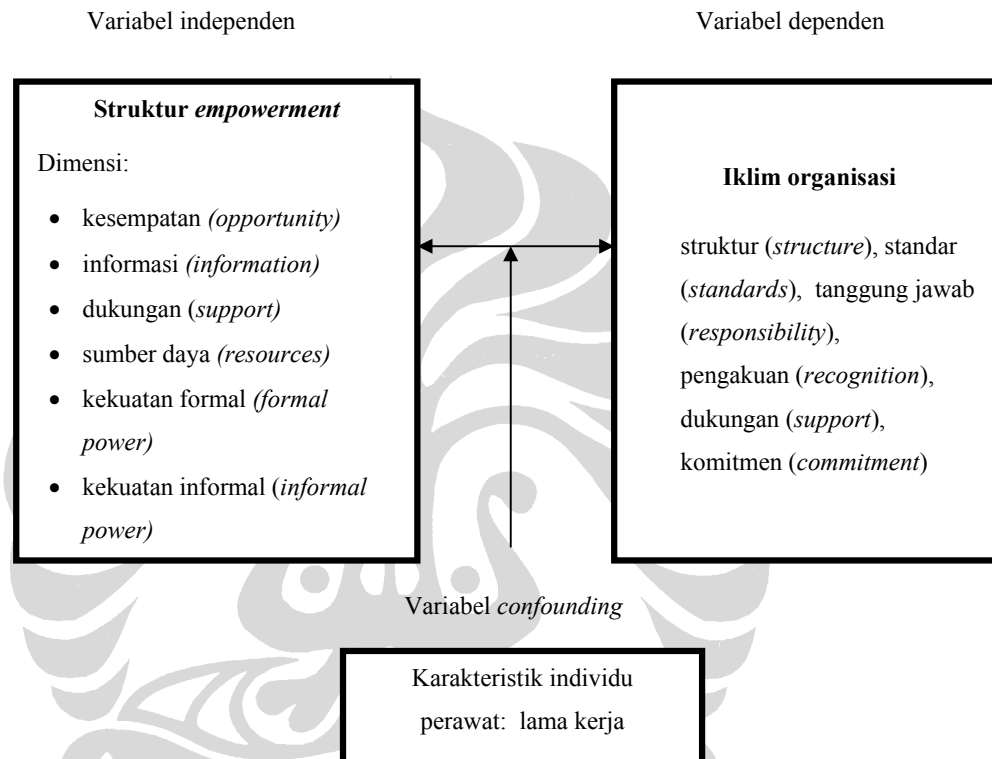 Variabel independen
Variabel dependen
Struktur empowerment
Dimensi:
• kesempatan (opportunity)
• informasi (information)
• dukungan (support)
• sumber daya (resources)
• kekuatan formal (formal
power)
• kekuatan informal (informal
power)
Iklim organisasi
struktur (structure), standar
(standards), tanggung jawab
(responsibility),
pengakuan (recognition),
dukungan (support),
komitmen (commitment)
Variabel confounding
Karakteristik individu
perawat: lama kerja